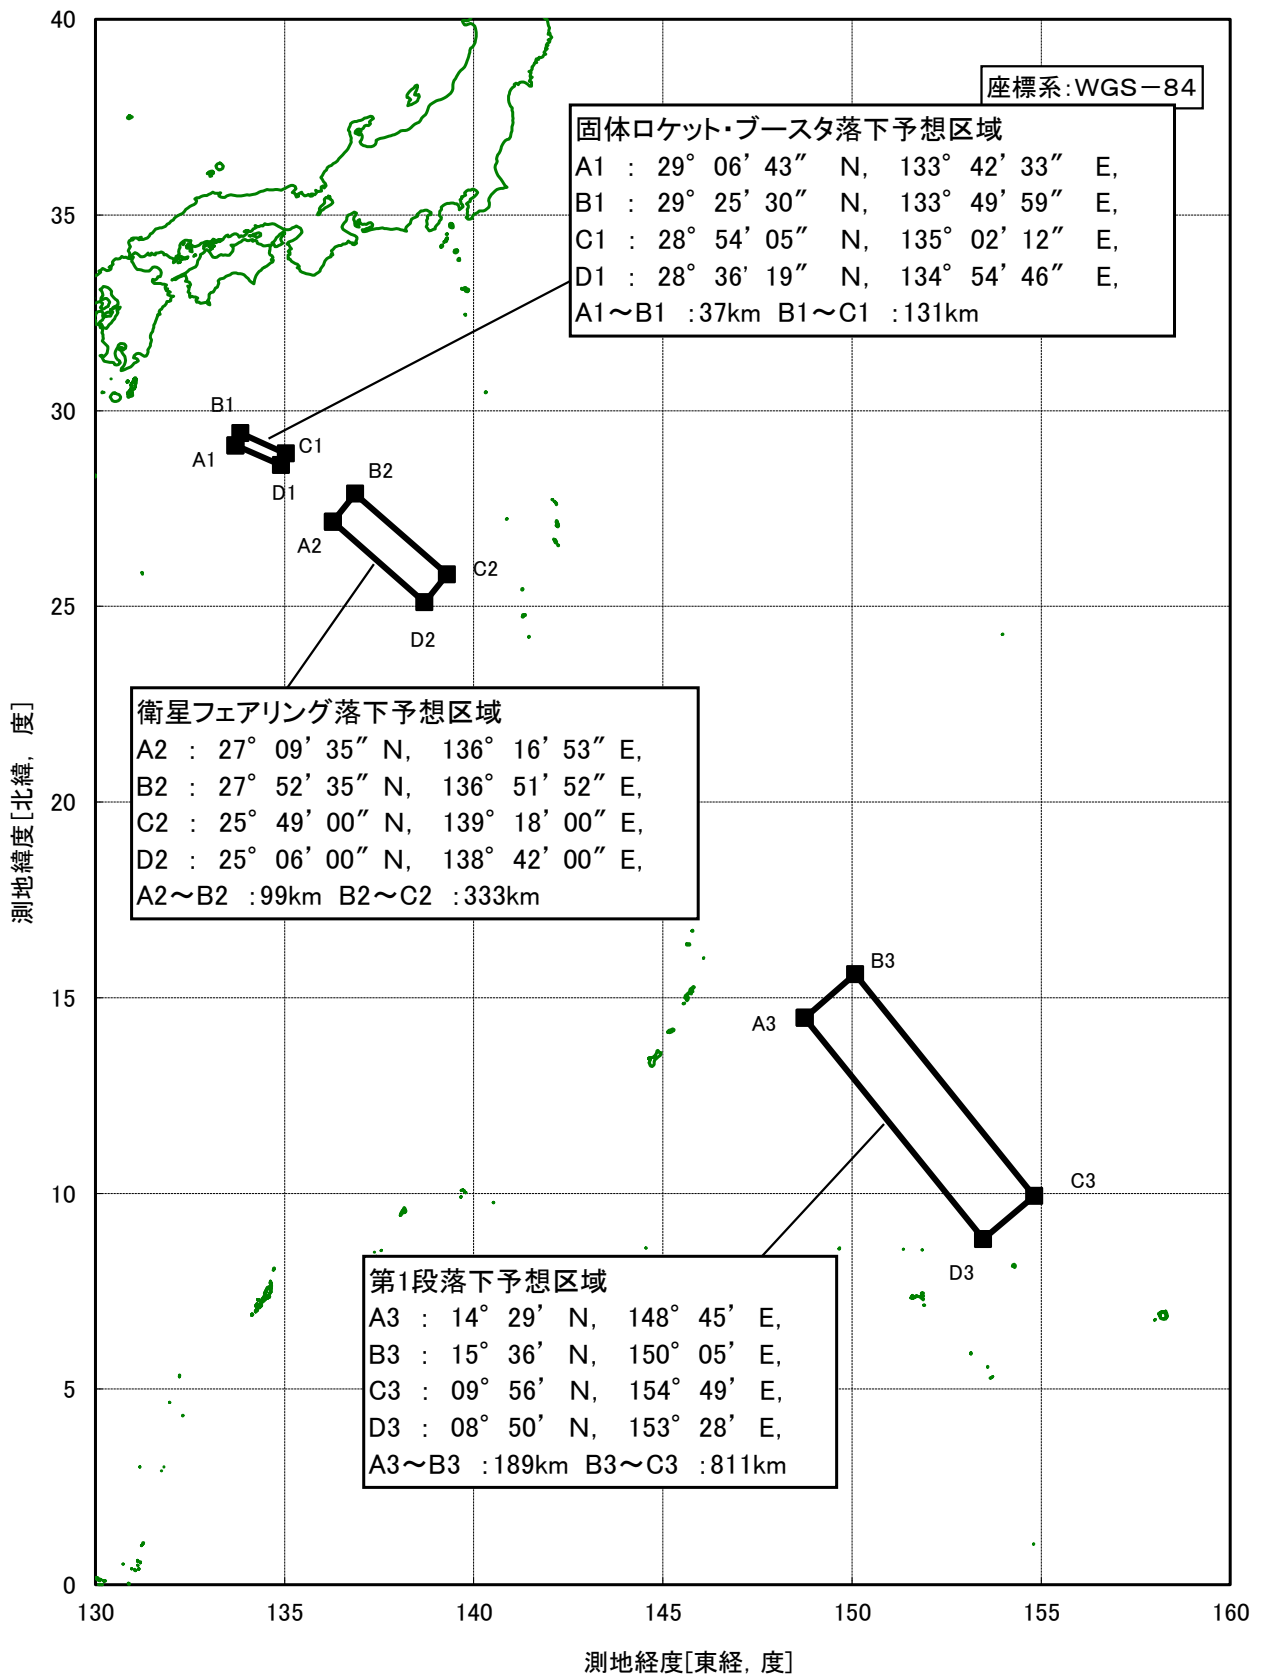 座標系:WGS-84
固体ロケット・ブースタ落下予想区域
A1 : 29° 06’ 43” N, 133° 42’ 33” E,
B1 : 29° 25’ 30” N, 133° 49’ 59” E,
C1 : 28° 54’ 05” N, 135° 02’ 12” E,
D1 : 28° 36' 19” N, 134° 54’ 46” E,
A1~B1 :37km B1~C1 :131km
B1
A1
C1
D1
B2
A2
C2
D2
衛星フェアリング落下予想区域
A2 : 27° 09’ 35” N, 136° 16’ 53” E,
B2 : 27° 52’ 35” N, 136° 51’ 52” E,
C2 : 25° 49’ 00” N, 139° 18’ 00” E,
D2 : 25° 06’ 00” N, 138° 42’ 00” E,
A2~B2 :99km B2~C2 :333km
B3
A3
C3
D3
第1段落下予想区域
A3 : 14° 29’ N, 148° 45’ E,
B3 : 15° 36’ N, 150° 05’ E,
C3 : 09° 56’ N, 154° 49’ E,
D3 : 08° 50’ N, 153° 28’ E,
A3~B3 :189km B3~C3 :811km
測地緯度[北緯, 度]
40
35
30
25
20
15
10
5
0
130
135
140
145
150
155
160
測地経度[東経, 度]